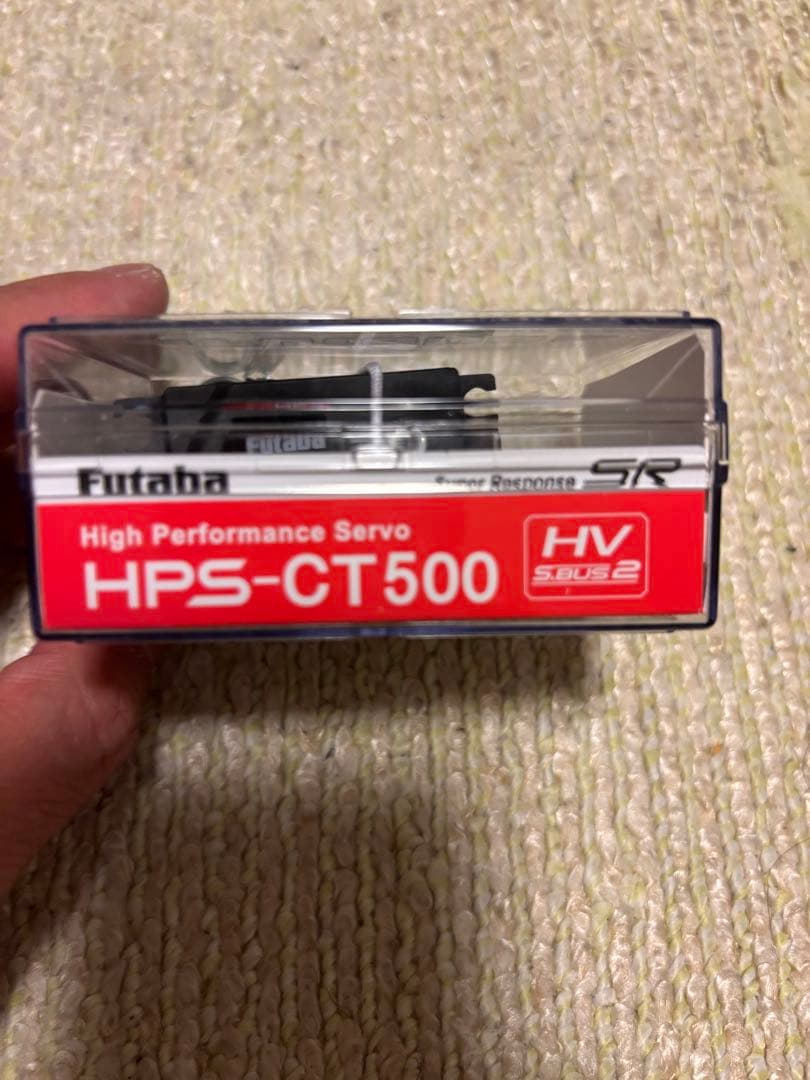 Futaba
Futaba
Super Response SR
High Performance Servo
HPS-CT500
HV
S.BUS2